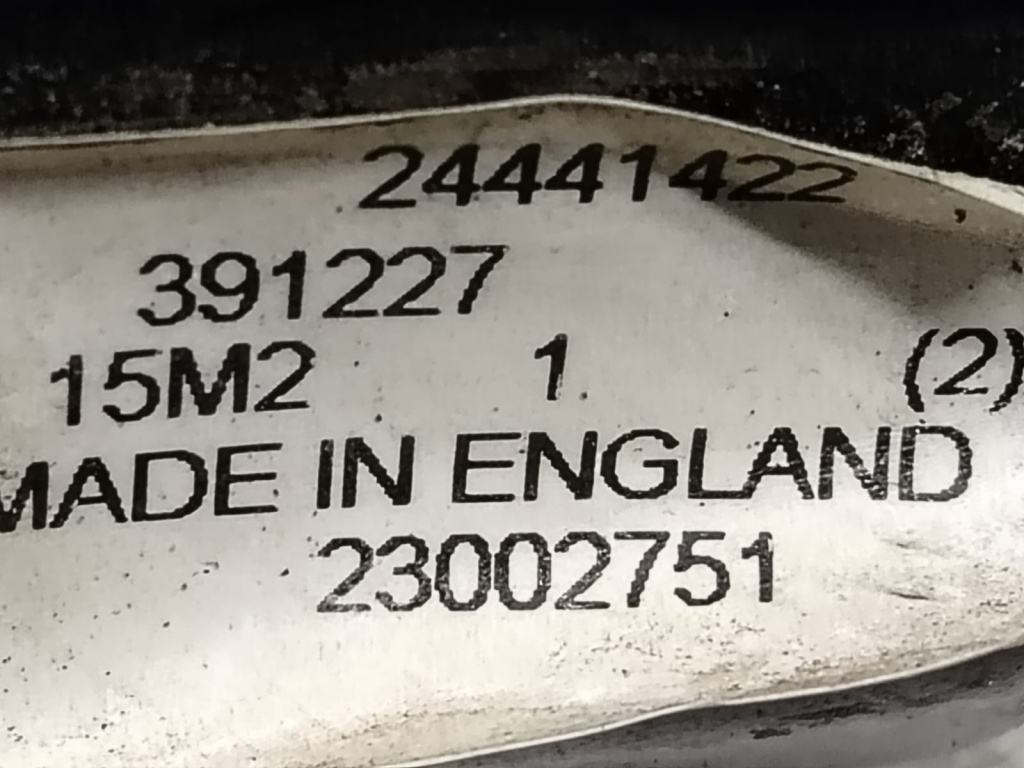 24441422
391227
15M2 1 (2)
MADE IN ENGLAND
23002751